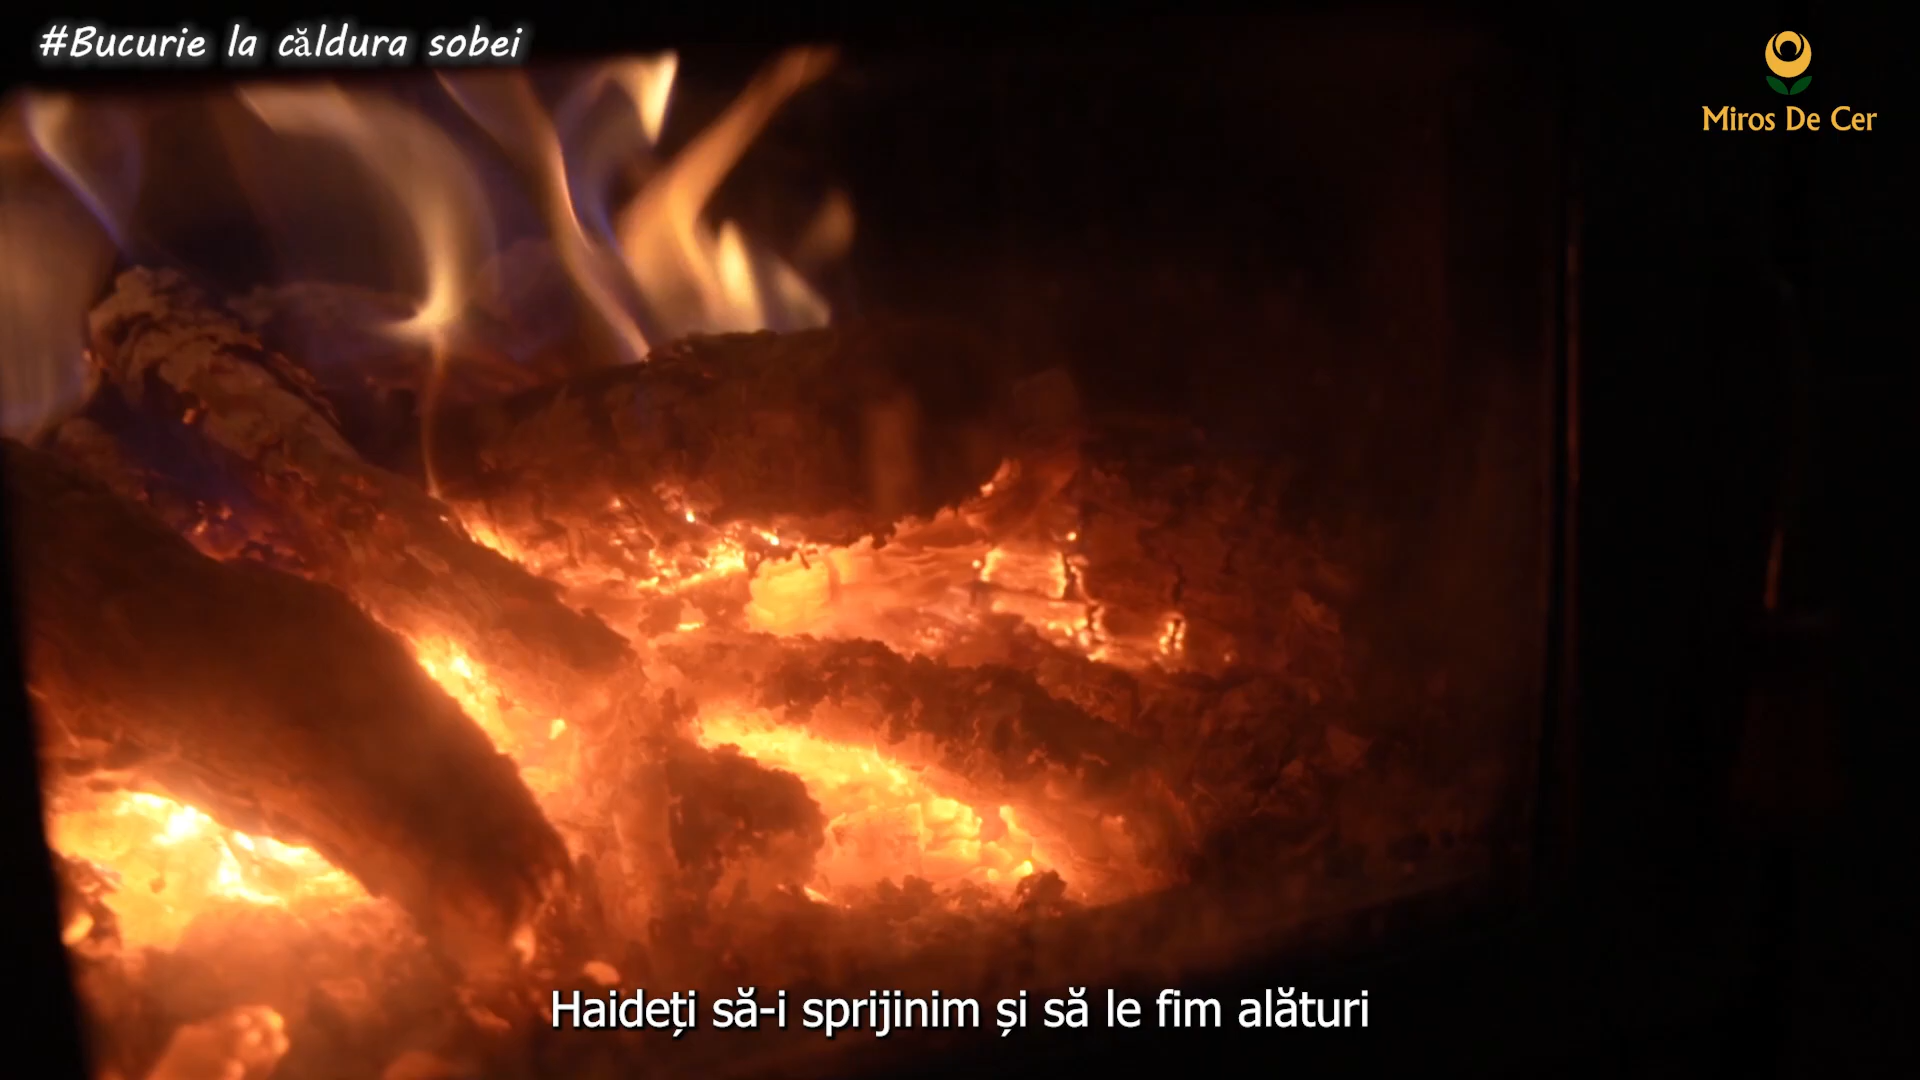 #Bucurie la căldura sobei
Miros De Cer
Haideți să-i sprijinim și să le fim alături